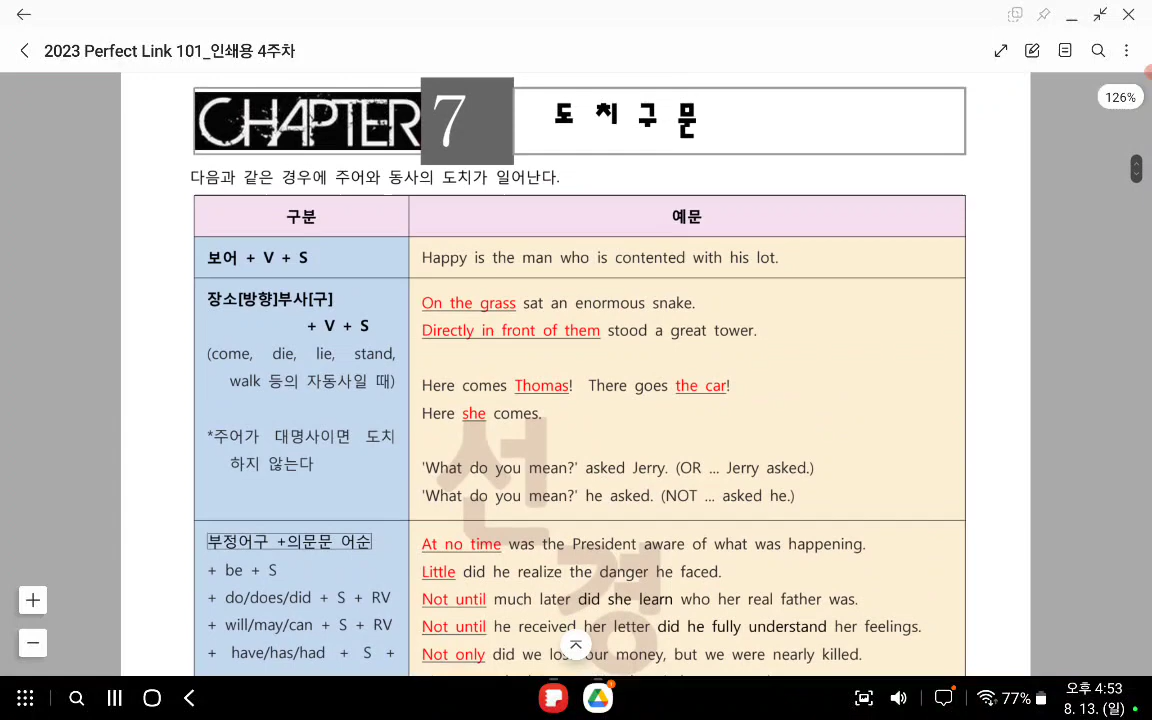 2023 Perfect Link 101_인쇄용 4주차
126%
CHAPTER 7 도치구문
다음과 같은 경우에 주어와 동사의 도치가 일어난다.
구분 예문
보어 + V + S
Happy is the man who is contented with his lot.
장소[방향]부사[구]
+ V + S
(come, die, lie, stand,
walk 등의 자동사일 때)
*주어가 대명사이면 도치
하지 않는다
On the grass sat an enormous snake.
Directly in front of them stood a great tower.
Here comes Thomas! There goes the car!
Here she comes.
'What do you mean?' asked Jerry. (OR ... Jerry asked.)
'What do you mean?' he asked. (NOT ... asked he.)
부정어구 +의문문 어순
+ be + S
+ do/does/did + S + RV
+ will/may/can + S + RV
+ have/has/had + S +
At no time was the President aware of what was happening.
Little did he realize the danger he faced.
Not until much later did she learn who her real father was.
Not until he received her letter did he fully understand her feelings.
Not only did we our money, but we were nearly killed.
선경
77%
오후 4:53
8. 13. (일)